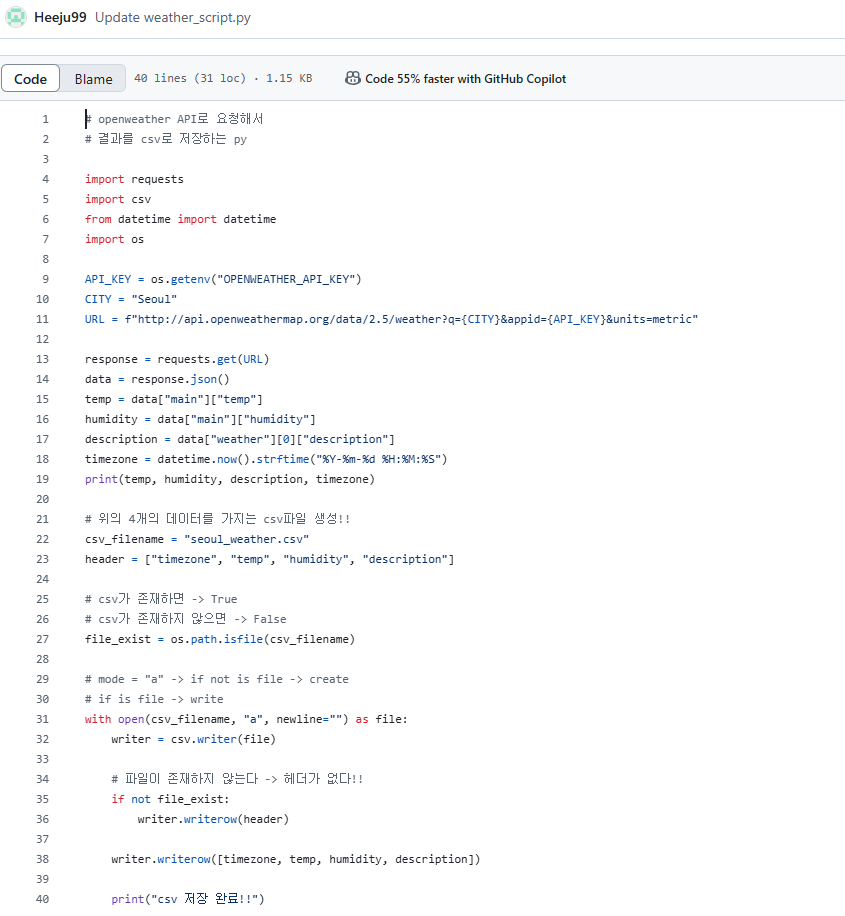 Heeju99 Update weather_script.py
Code Blame 40 lines (31 loc) · 1.15 KB Code 55% faster with GitHub Copilot
1 # openweather API로 요청해서
2 # 결과를 csv로 저장하는 py
3
4 import requests
5 import csv
6 from datetime import datetime
7 import os
8
9 API_KEY = os.getenv("OPENWEATHER_API_KEY")
10 CITY = "Seoul"
11 URL = f"http://api.openweathermap.org/data/2.5/weather?q={CITY}&appid={API_KEY}&units=metric"
12
13 response = requests.get(URL)
14 data = response.json()
15 temp = data["main"]["temp"]
16 humidity = data["main"]["humidity"]
17 description = data["weather"][0]["description"]
18 timezone = datetime.now().strftime("%Y-%m-%d %H:%M:%S")
19 print(temp, humidity, description, timezone)
20
21 # 위의 4개의 데이터를 가지는 csv파일 생성!!
22 csv_filename = "seoul_weather.csv"
23 header = ["timezone", "temp", "humidity", "description"]
24
25 # csv가 존재하면 -> True
26 # csv가 존재하지 않으면 -> False
27 file_exist = os.path.isfile(csv_filename)
28
29 # mode = "a" -> if not is file -> create
30 # if is file -> write
31 with open(csv_filename, "a", newline="") as file:
32     writer = csv.writer(file)
33
34     # 파일이 존재하지 않는다 -> 헤더가 없다!!
35     if not file_exist:
36         writer.writerow(header)
37
38     writer.writerow([timezone, temp, humidity, description])
39
40     print("csv 저장 완료!!")